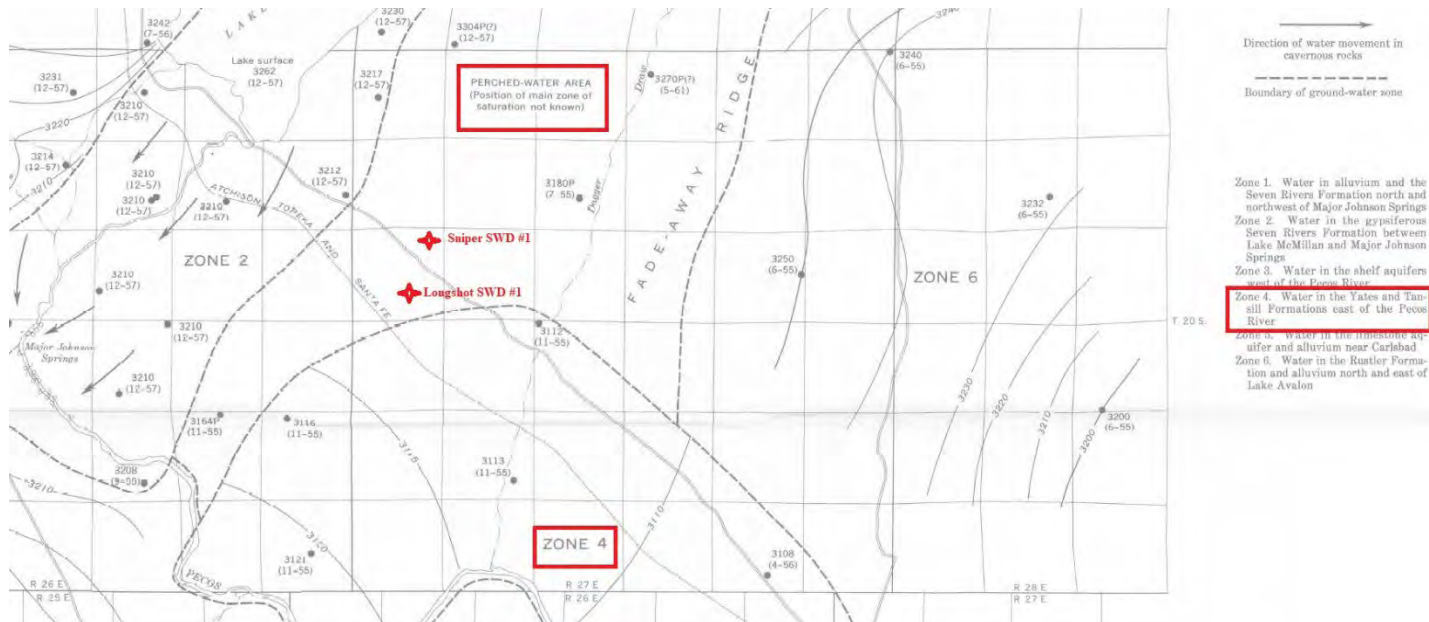 3242
(7-56)
LAKE
3230
(12-57)
3304P(?)
(12-57)
3240
3240
(6-55)
Lake surface
3262
(12-57)
3231
(12-57)
3210
(12-57)
3217
(12-57)
PERCHED-WATER AREA
(Position of main zone of
saturation not known)
3270P(?)
(5-61)
Draw
3220
3214
(12-57)
3210
3210
(12-57)
3210
(12-57)
3210
(12-57)
3212
(12-57)
3180P
(7-55)
Dagger
FADE-AWAY RIDGE
3232
(6-55)
ATCHISON TOPEKA AND SANTA FE
Sniper SWD #1
ZONE 2
Longshot SWD #1
3250
(6-55)
ZONE 6
3210
(12-57)
3210
(12-57)
Major Johnson
Springs
3112
(11-55)
T. 20 S.
3210
(12-57)
3164P
(11-55)
3116
(11-55)
3115
3113
(11-55)
3230
3220
3210
3200
3200
(6-55)
3208
(9-55)
3210
3110
ZONE 4
3120
3121
(11-55)
PECOS
3108
(4-56)
R 26 E
R 25 E
R 27 E
R 26 E
R 28 E
R 27 E
Direction of water movement in
cavernous rocks
Boundary of ground-water zone
Zone 1. Water in alluvium and the
Seven Rivers Formation north and
northwest of Major Johnson Springs
Zone 2. Water in the gypsiferous
Seven Rivers Formation between
Lake McMillan and Major Johnson
Springs
Zone 3. Water in the shelf aquifers
west of the Pecos River
Zone 4. Water in the Yates and Tan-
sill Formations east of the Pecos
River
Zone 5. Water in the limestone aq-
uifer and alluvium near Carlsbad
Zone 6. Water in the Rustler Forma-
tion and alluvium north and east of
Lake Avalon